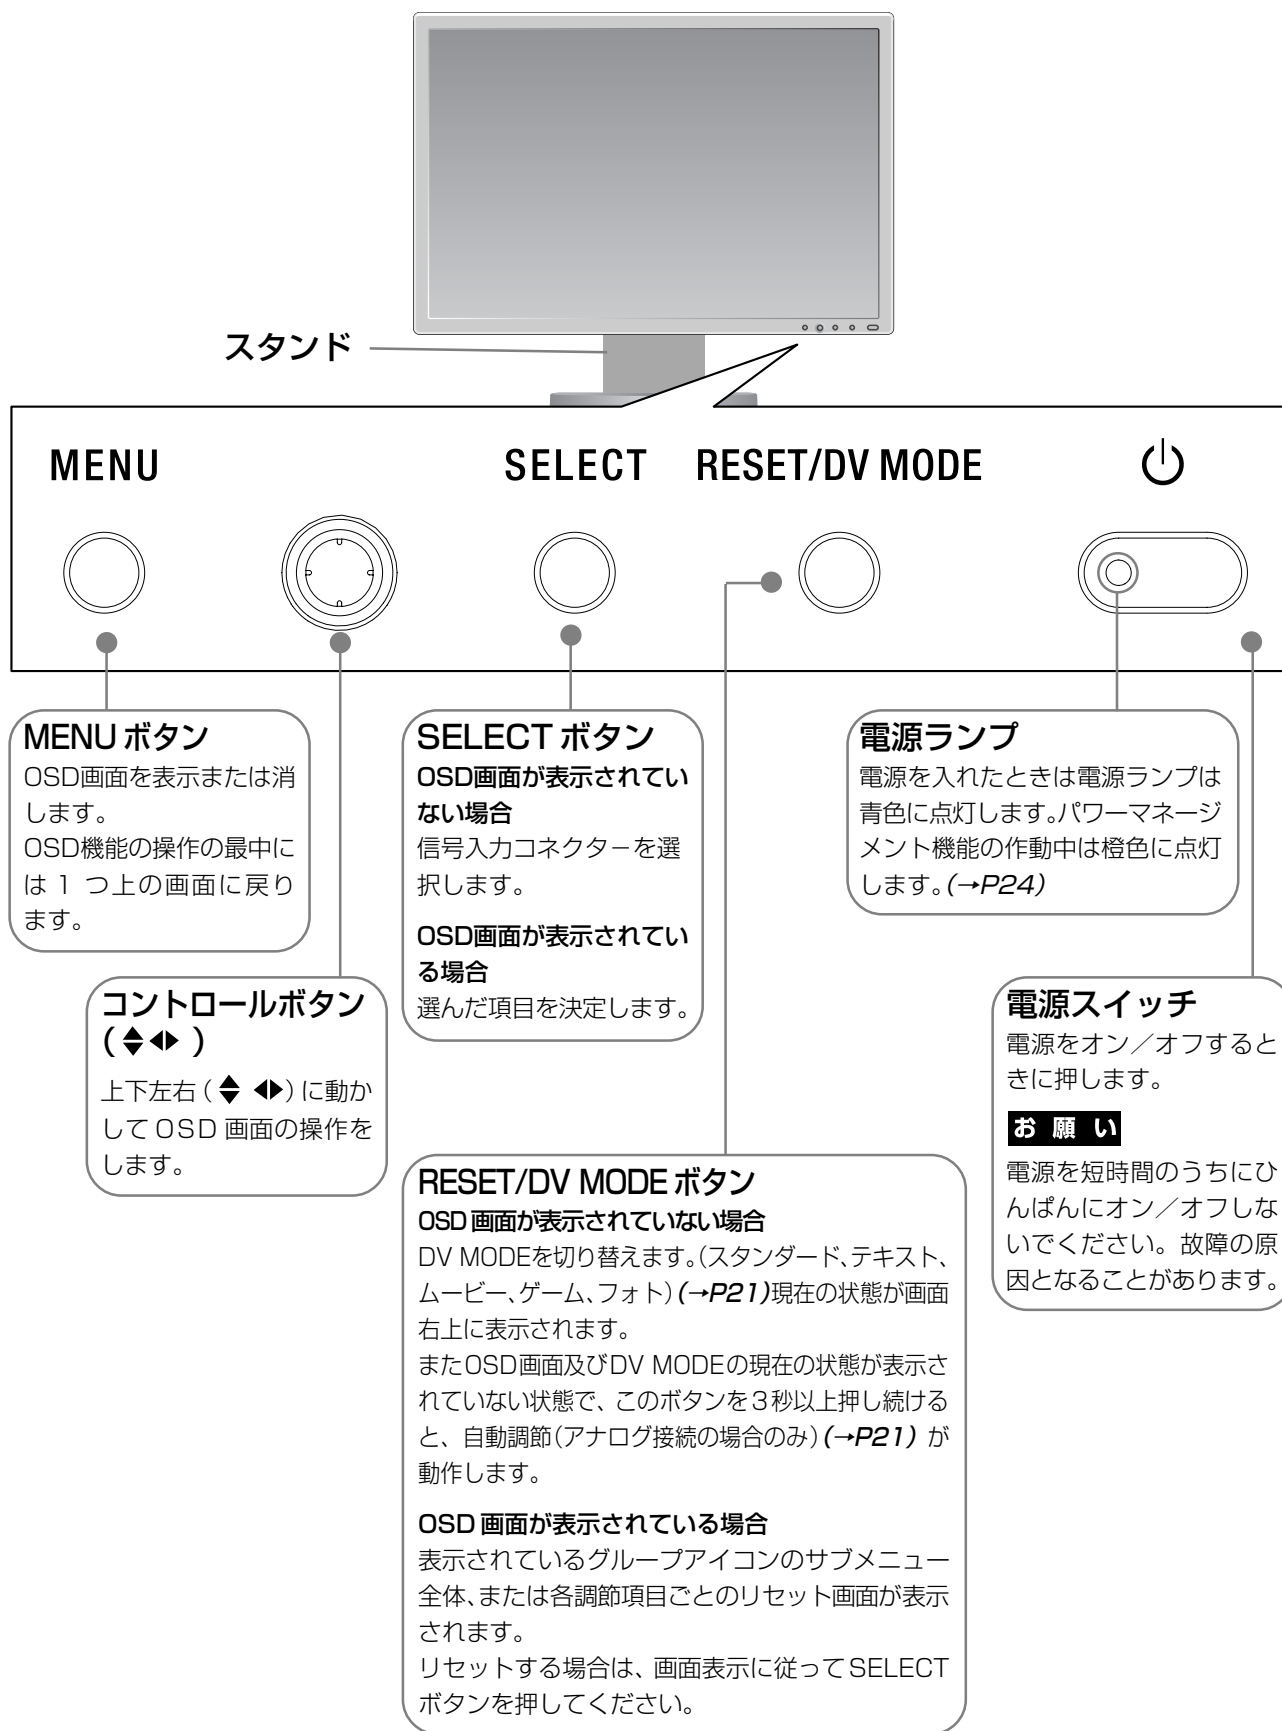 スタンド
MENU
SELECT
RESET/DV MODE
MENU ボタン
OSD画面を表示または消
します。
OSD機能の操作の最中に
は 1 つ上の画面に戻り
ます。
コントロールボタン
(♦◆)
上下左右(♦ ◆)に動か
して OSD 画面の操作を
します。
SELECT ボタン
OSD画面が表示されてい
ない場合
信号入力コネクターを選
択します。
OSD画面が表示されてい
る場合
選んだ項目を決定します。
RESET/DV MODE ボタン
OSD 画面が表示されていない場合
DV MODEを切り替えます。(スタンダード、テキスト、
ムービー、ゲーム、フォト)(→P21)現在の状態が画面
右上に表示されます。
またOSD画面及びDV MODEの現在の状態が表示さ
れていない状態で、このボタンを3秒以上押し続ける
と、自動調節(アナログ接続の場合のみ)(→P21) が
動作します。
OSD 画面が表示されている場合
表示されているグループアイコンのサブメニュー
全体、または各調節項目ごとのリセット画面が表示
されます。
リセットする場合は、画面表示に従って SELECT
ボタンを押してください。
電源ランプ
電源を入れたときは電源ランプは
青色に点灯します。パワーマネージ
メント機能の作動中は橙色に点灯
します。(→P24)
電源スイッチ
電源をオン／オフすると
きに押します。
お 願 い
電源を短時間のうちにひ
んぱんにオン／オフしな
いでください。故障の原
因となることがあります。